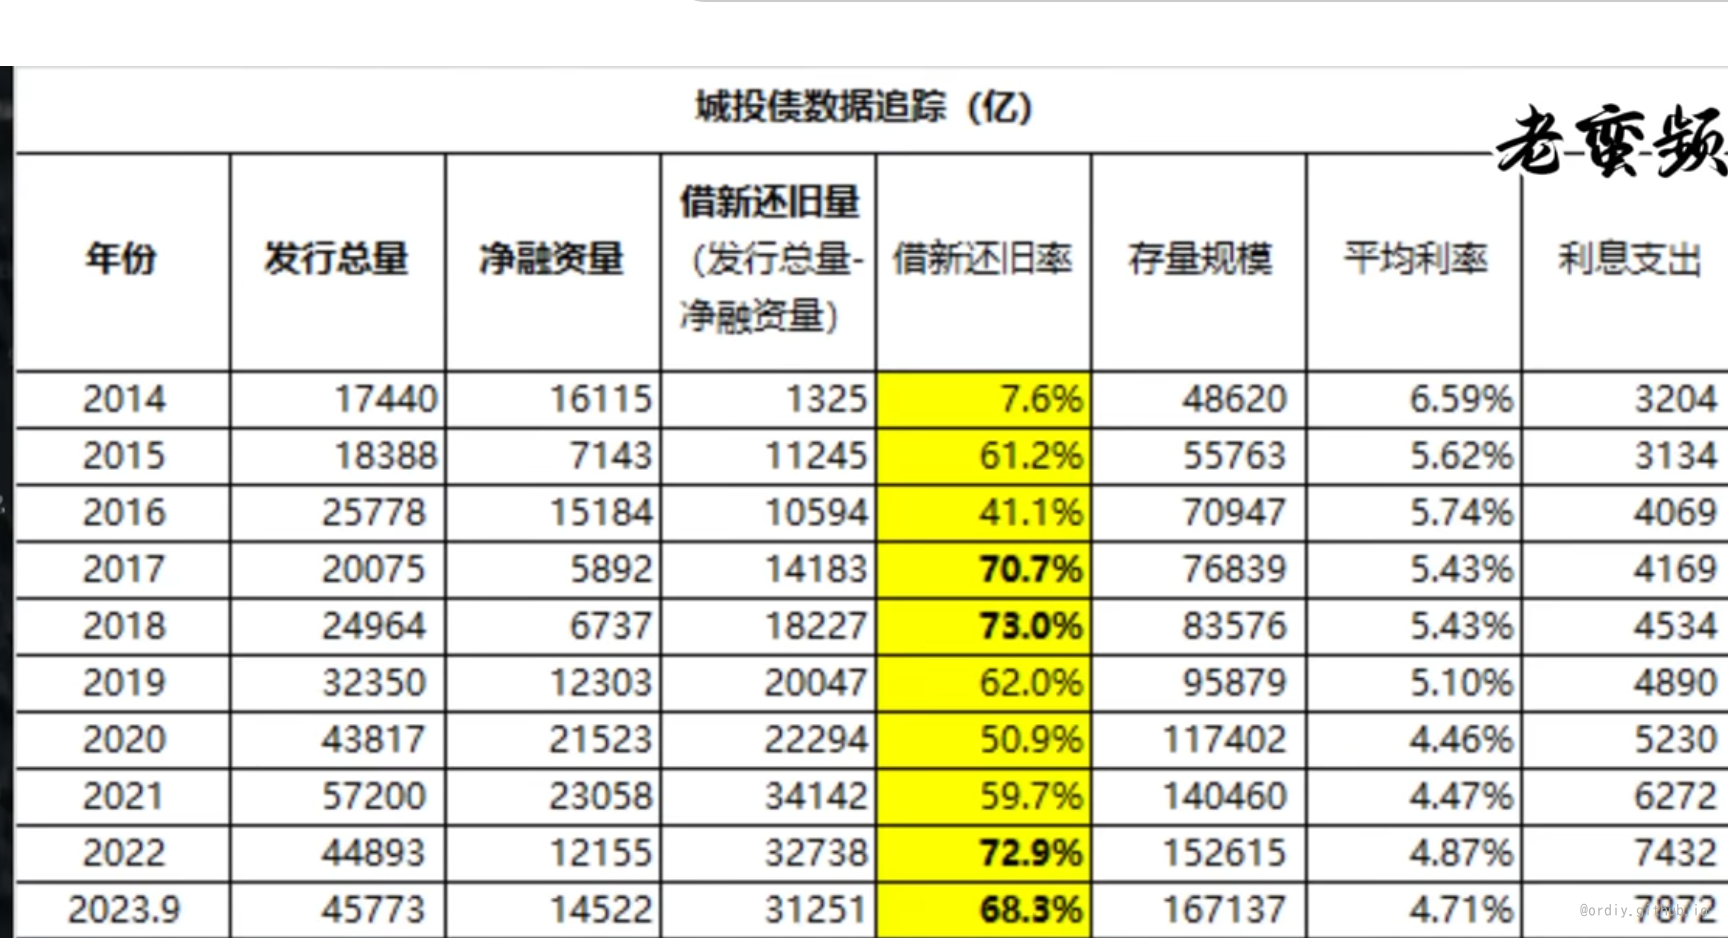 城投债数据追踪（亿）
老蛮频
年份 发行总量 净融资量 借新还旧量（发行总量-净融资量） 借新还旧率 存量规模 平均利率 利息支出
2014 17440 16115 1325 7.6% 48620 6.59% 3204
2015 18388 7143 11245 61.2% 55763 5.62% 3134
2016 25778 15184 10594 41.1% 70947 5.74% 4069
2017 20075 5892 14183 70.7% 76839 5.43% 4169
2018 24964 6737 18227 73.0% 83576 5.43% 4534
2019 32350 12303 20047 62.0% 95879 5.10% 4890
2020 43817 21523 22294 50.9% 117402 4.46% 5230
2021 57200 23058 34142 59.7% 140460 4.47% 6272
2022 44893 12155 32738 72.9% 152615 4.87% 7432
2023.9 45773 14522 31251 68.3% 167137 4.71% 7872
@ordiy.github.io